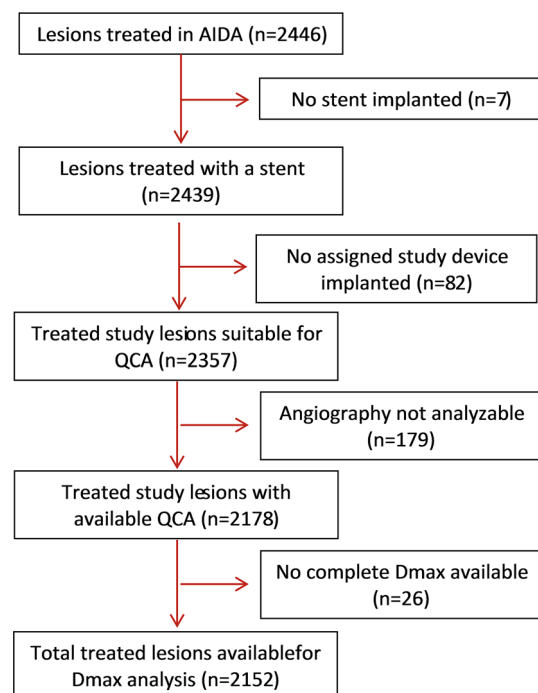 Lesions treated in AIDA (n=2446)
No stent implanted (n=7)
Lesions treated with a stent
(n=2439)
No assigned study device
implanted (n=82)
Treated study lesions suitable for
QCA (n=2357)
Angiography not analyzable
(n=179)
Treated study lesions with
available QCA (n=2178)
No complete Dmax available
(n=26)
Total treated lesions availablefor
Dmax analysis (n=2152)